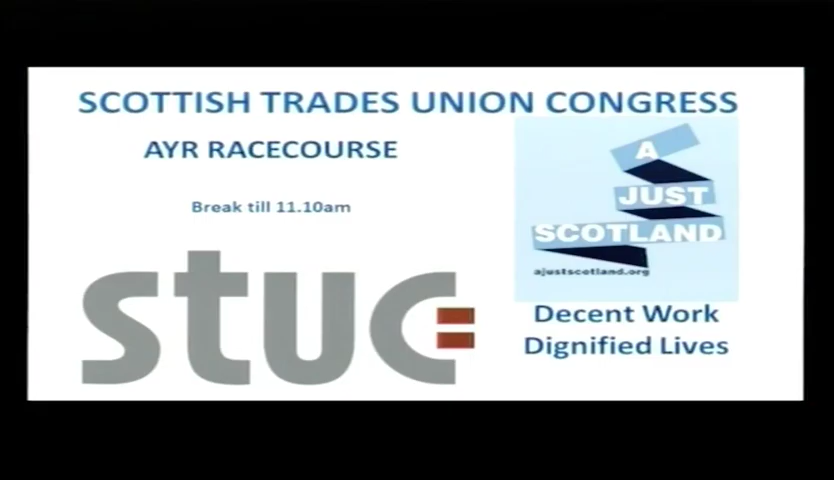 SCOTTISH TRADES UNION CONGRESS
AYR RACECOURSE
Break till 11.10am
stuc
A
JUST
SCOTLAND
ajustscotland.org
Decent Work
Dignified Lives